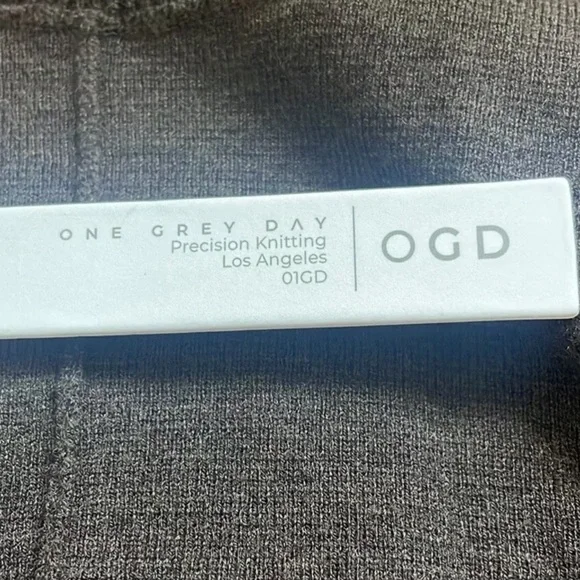 ONE GREY DAY
Precision Knitting
Los Angeles
01GD
OGD